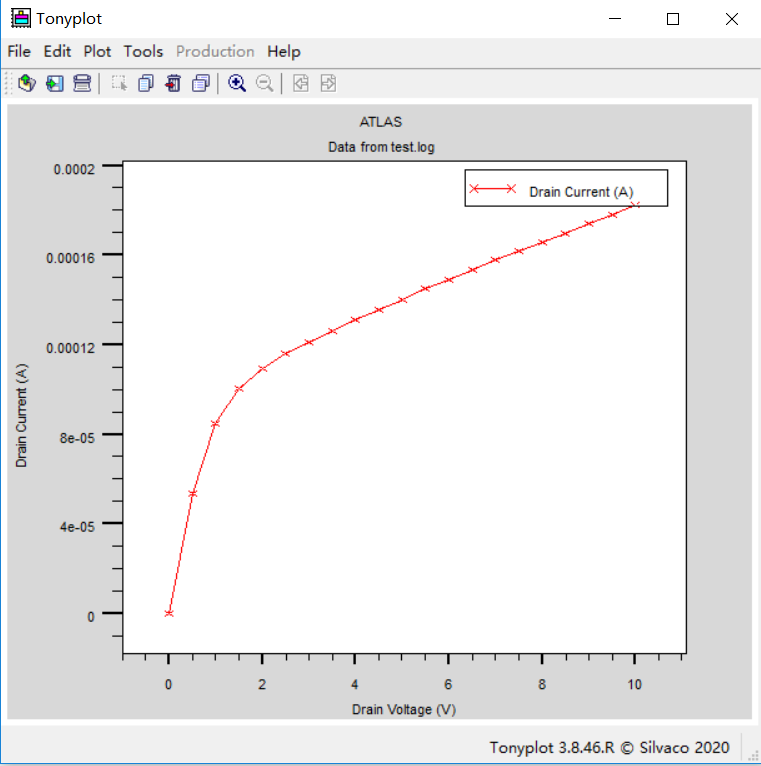 Tonyplot
File Edit Plot Tools Production Help
ATLAS
Data from test.log
Drain Current (A)
0.0002
0.00016
0.00012
8e-05
4e-05
0
Drain Current (A)
0 2 4 6 8 10
Drain Voltage (V)
Tonyplot 3.8.46.R © Silvaco 2020